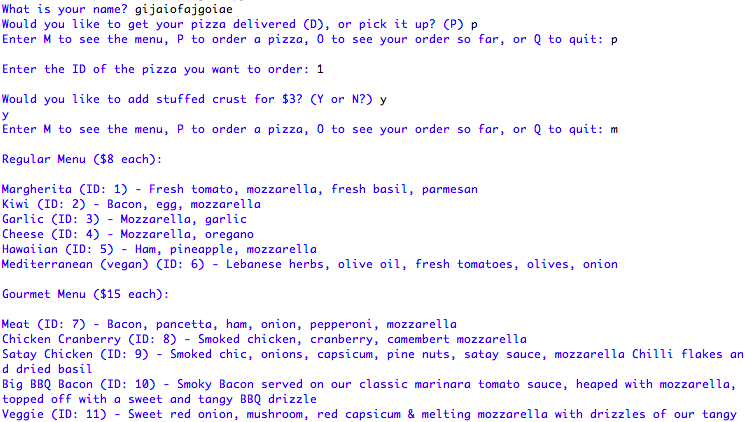 What is your name? gijaiofajgoiae
Would you like to get your pizza delivered (D), or pick it up? (P) p
Enter M to see the menu, P to order a pizza, O to see your order so far, or Q to quit: p
Enter the ID of the pizza you want to order: 1
Would you like to add stuffed crust for $3? (Y or N?) y
y
Enter M to see the menu, P to order a pizza, O to see your order so far, or Q to quit: m
Regular Menu ($8 each):
Margherita (ID: 1) - Fresh tomato, mozzarella, fresh basil, parmesan
Kiwi (ID: 2) - Bacon, egg, mozzarella
Garlic (ID: 3) - Mozzarella, garlic
Cheese (ID: 4) - Mozzarella, oregano
Hawaiian (ID: 5) - Ham, pineapple, mozzarella
Mediterranean (vegan) (ID: 6) - Lebanese herbs, olive oil, fresh tomatoes, olives, onion
Gourmet Menu ($15 each):
Meat (ID: 7) - Bacon, pancetta, ham, onion, pepperoni, mozzarella
Chicken Cranberry (ID: 8) - Smoked chicken, cranberry, camembert mozzarella
Satay Chicken (ID: 9) - Smoked chic, onions, capsicum, pine nuts, satay sauce, mozzarella Chilli flakes an
d dried basil
Big BBQ Bacon (ID: 10) - Smoky Bacon served on our classic marinara tomato sauce, heaped with mozzarella,
topped off with a sweet and tangy BBQ drizzle
Veggie (ID: 11) - Sweet red onion, mushroom, red capsicum & melting mozzarella with drizzles of our tangy